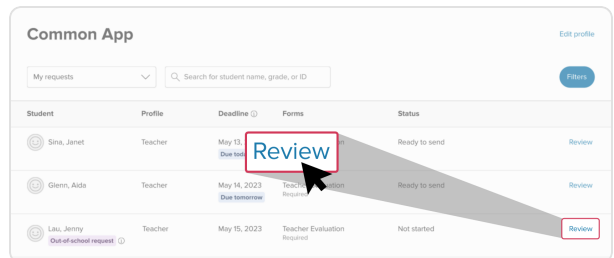 Common App
Edit profile
My requests
Search for student name, grade, or ID
Filters
Student Profile Deadline Forms Status
Sina, Janet Teacher May 13, Ready to send Review
Due tod
Review
Glenn, Aida Teacher May 14, 2023 Teacher Evaluation Ready to send Review
Due tomorrow Required
Lau, Jenny Teacher May 15, 2023 Teacher Evaluation Not started Review
Out-of-school request Required